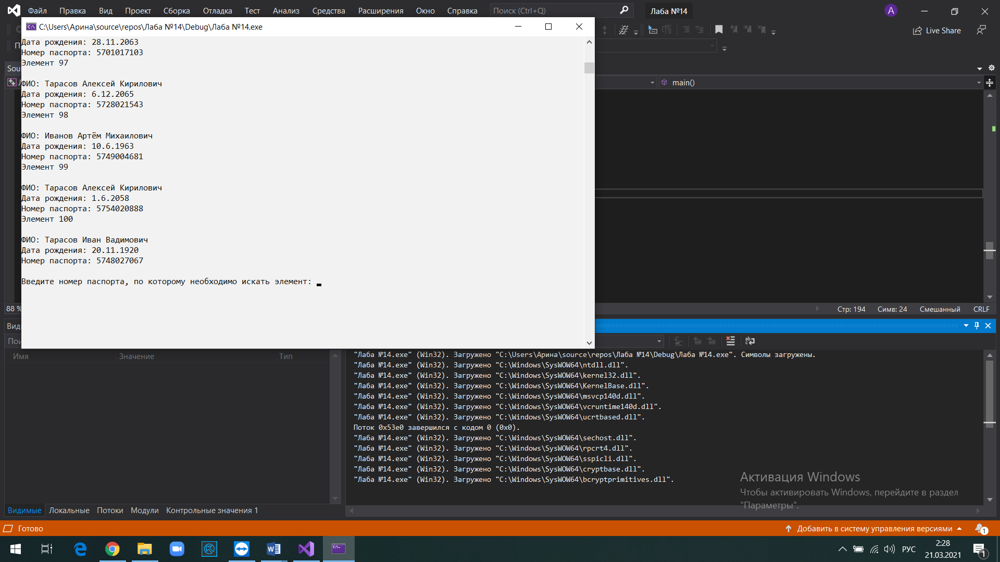 Файл Правка Вид Проект Сборка Отладка Тест Анализ Средства Расширения Окно Справка Поиск (Ctrl+Q) Лаба №14 A
C:\Users\Арина\source\repos\Лаба №14\Debug\Лаба №14.exe
Live Share
Дата рождения: 28.11.2063
Номер паспорта: 5701017103
Элемент 97
ФИО: Тарасов Алексей Кирилович
Дата рождения: 6.12.2065
Номер паспорта: 5728021543
Элемент 98
ФИО: Иванов Артём Михаилович
Дата рождения: 10.6.1963
Номер паспорта: 5749004681
Элемент 99
ФИО: Тарасов Алексей Кирилович
Дата рождения: 1.6.2058
Номер паспорта: 5754020888
Элемент 100
ФИО: Тарасов Иван Вадимович
Дата рождения: 20.11.1920
Номер паспорта: 5748027067
Введите номер паспорта, по которому необходимо искать элемент:
main()
88 % Стр: 194 Симв: 24 Смешанный CRLF
Имя Значение Тип
"Лаба №14.exe" (Win32). Загружено "C:\Users\Арина\source\repos\Лаба №14\Debug\Лаба №14.exe". Символы загружены.
"Лаба №14.exe" (Win32). Загружено "C:\Windows\SysWOW64\ntdll.dll".
"Лаба №14.exe" (Win32). Загружено "C:\Windows\SysWOW64\kernel32.dll".
"Лаба №14.exe" (Win32). Загружено "C:\Windows\SysWOW64\KernelBase.dll".
"Лаба №14.exe" (Win32). Загружено "C:\Windows\SysWOW64\msvcp140d.dll".
"Лаба №14.exe" (Win32). Загружено "C:\Windows\SysWOW64\vcruntime140d.dll".
"Лаба №14.exe" (Win32). Загружено "C:\Windows\SysWOW64\ucrtbased.dll".
Поток 0x53e0 завершился с кодом 0 (0x0).
"Лаба №14.exe" (Win32). Загружено "C:\Windows\SysWOW64\sechost.dll".
"Лаба №14.exe" (Win32). Загружено "C:\Windows\SysWOW64\rpcrt4.dll".
"Лаба №14.exe" (Win32). Загружено "C:\Windows\SysWOW64\sspicli.dll".
"Лаба №14.exe" (Win32). Загружено "C:\Windows\SysWOW64\cryptbase.dll".
"Лаба №14.exe" (Win32). Загружено "C:\Windows\SysWOW64\bcryptprimitives.dll".
Активация Windows
Чтобы активировать Windows, перейдите в раздел
"Параметры".
Видимые Локальные Потоки Модули Контрольные значения 1
Готово Добавить в систему управления версиями 1
РУС 2:28
21.03.2021 1